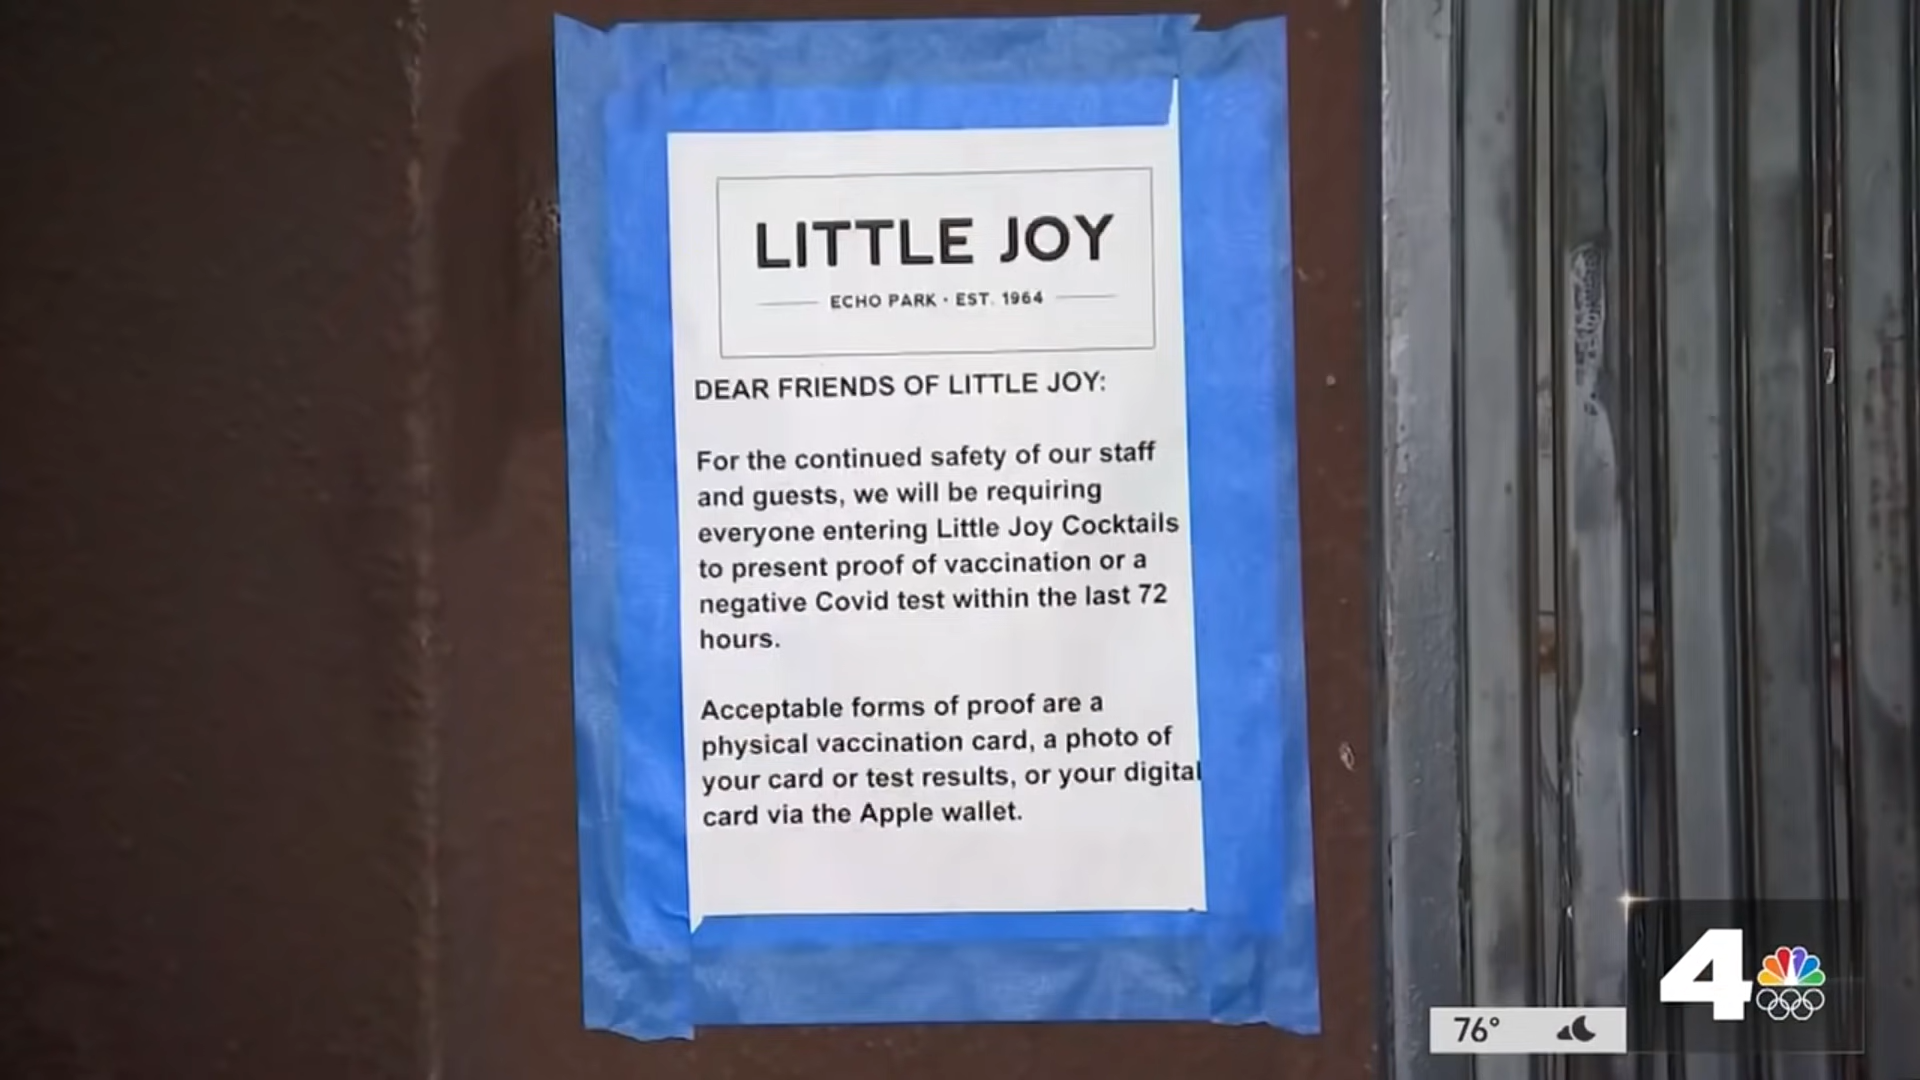 LITTLE JOY
ECHO PARK · EST. 1964
DEAR FRIENDS OF LITTLE JOY:
For the continued safety of our staff
and guests, we will be requiring
everyone entering Little Joy Cocktails
to present proof of vaccination or a
negative Covid test within the last 72
hours.
Acceptable forms of proof are a
physical vaccination card, a photo of
your card or test results, or your digital
card via the Apple wallet.
4
76°